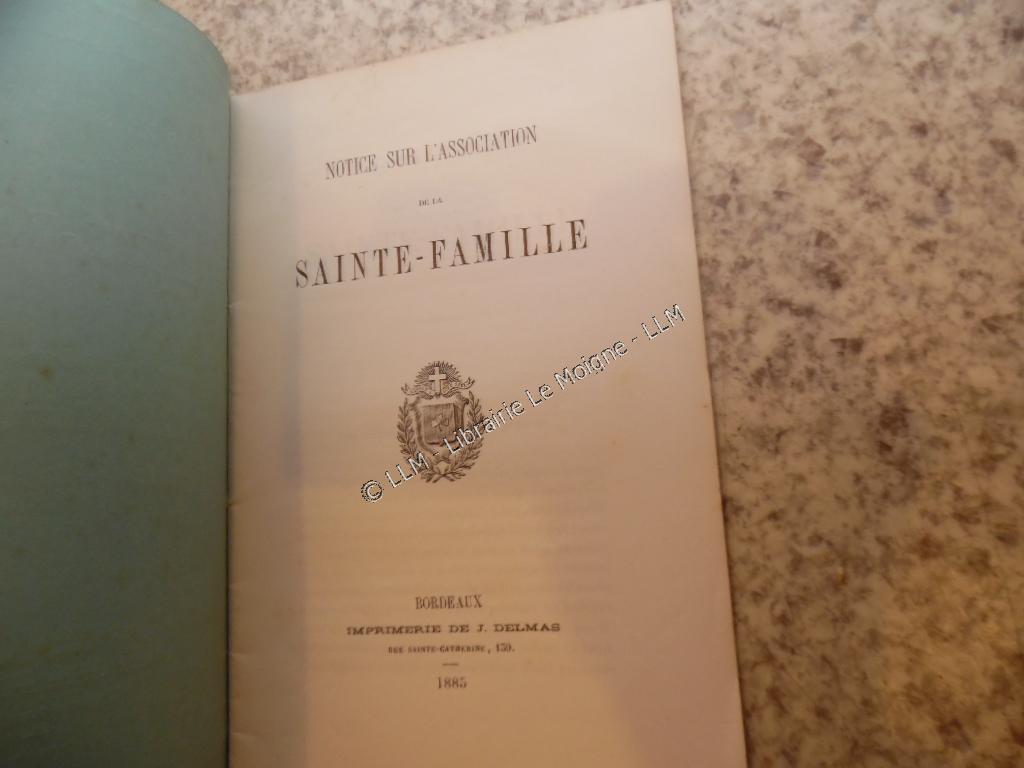 NOTICE SUR L'ASSOCIATION
DE LA
SAINTE-FAMILLE
© LLM - Librairie Le Moigne - LLM
BORDEAUX
IMPRIMERIE DE J. DELMAS
RUE SAINTE-CATHERINE, 139.
1885